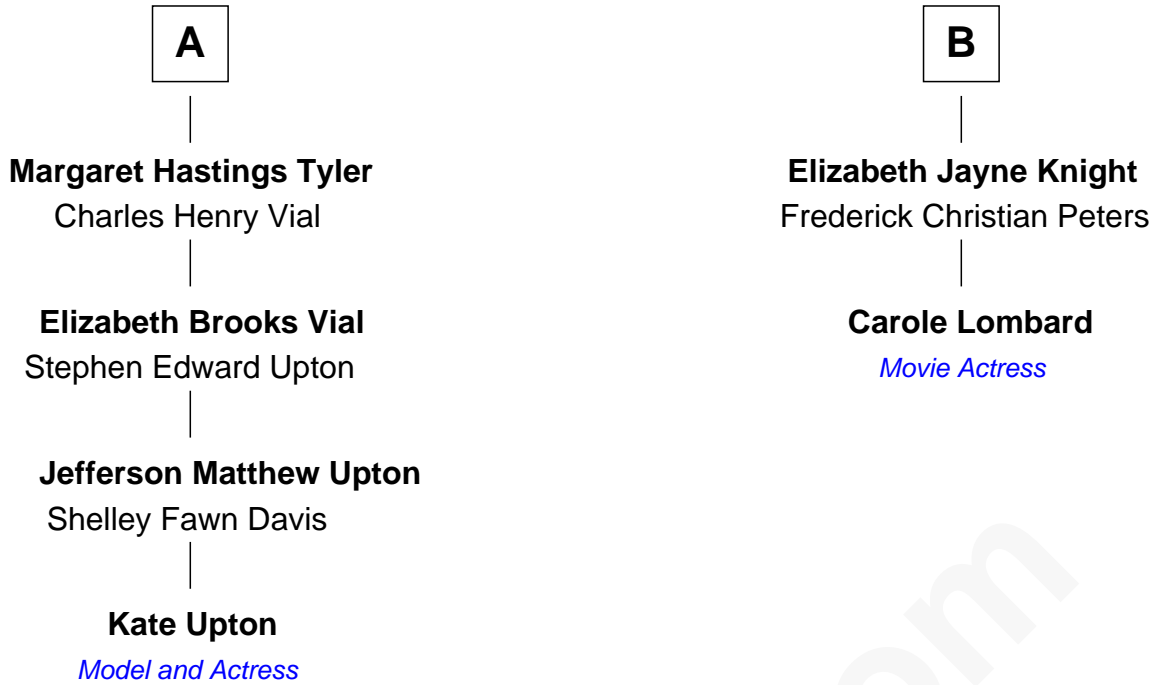 A
Margaret Hastings Tyler
Charles Henry Vial
Elizabeth Brooks Vial
Stephen Edward Upton
Jefferson Matthew Upton
Shelley Fawn Davis
Kate Upton
Model and Actress
B
Elizabeth Jayne Knight
Frederick Christian Peters
Carole Lombard
Movie Actress
om